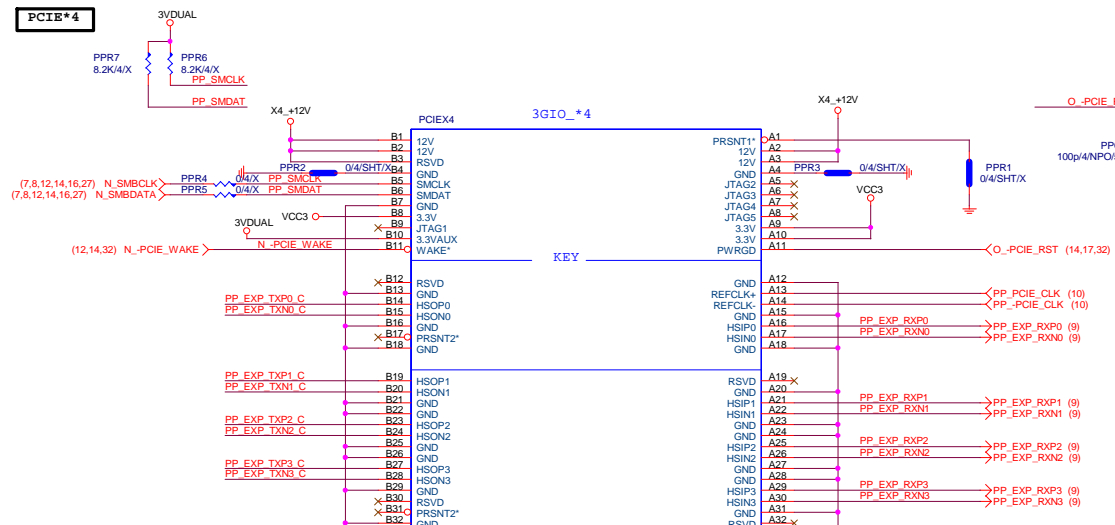 PCIE*4
3VDUAL
PPR7
8.2K/4/X
PPR6
8.2K/4/X
PP_SMCLK
PP_SMDAT
X4_+12V
PCIEX4
3GIO_*4
X4_+12V
O_-PCIE_
100p/4/NPO/
B1 12V
B2 12V
B3 RSVD
PPR2 0/4/SHT/X B4 GND
(7,8,12,14,16,27) N_SMBCLK PPR4 0/4/X PP_SMCLK B5 SMCLK
(7,8,12,14,16,27) N_SMBDATA PPR5 0/4/X PP_SMDAT B6 SMDAT
B7 GND
VCC3 B8 3.3V
B9 JTAG1
3VDUAL B10 3.3VAUX
(12,14,32) N_-PCIE_WAKE N_-PCIE_WAKE B11 WAKE*
PRSNT1* A1
12V A2
12V A3
GND A4 PPR3 0/4/SHT/X
PPR1
0/4/SHT/X
JTAG2 A5
JTAG3 A6
JTAG4 A7
JTAG5 A8
VCC3
3.3V A9
3.3V A10
PWRGD A11 O_-PCIE_RST (14,17,32)
KEY
B12 RSVD
B13 GND
PP_EXP_TXP0_C B14 HSOP0
PP_EXP_TXN0_C B15 HSON0
B16 GND
B17 PRSNT2*
B18 GND
GND A12
REFCLK+ A13 PP_PCIE_CLK (10)
REFCLK- A14 PP_-PCIE_CLK (10)
GND A15
HSIP0 A16 PP_EXP_RXP0 PP_EXP_RXP0 (9)
HSIN0 A17 PP_EXP_RXN0 PP_EXP_RXN0 (9)
GND A18
PP_EXP_TXP1_C B19 HSOP1
PP_EXP_TXN1_C B20 HSON1
B21 GND
B22 GND
PP_EXP_TXP2_C B23 HSOP2
PP_EXP_TXN2_C B24 HSON2
B25 GND
B26 GND
PP_EXP_TXP3_C B27 HSOP3
PP_EXP_TXN3_C B28 HSON3
B29 GND
B30 RSVD
B31 PRSNT2*
B32 GND
RSVD A19
GND A20
HSIP1 A21 PP_EXP_RXP1 PP_EXP_RXP1 (9)
HSIN1 A22 PP_EXP_RXN1 PP_EXP_RXN1 (9)
GND A23
GND A24
HSIP2 A25 PP_EXP_RXP2 PP_EXP_RXP2 (9)
HSIN2 A26 PP_EXP_RXN2 PP_EXP_RXN2 (9)
GND A27
GND A28
HSIP3 A29 PP_EXP_RXP3 PP_EXP_RXP3 (9)
HSIN3 A30 PP_EXP_RXN3 PP_EXP_RXN3 (9)
GND A31
RSVD A32